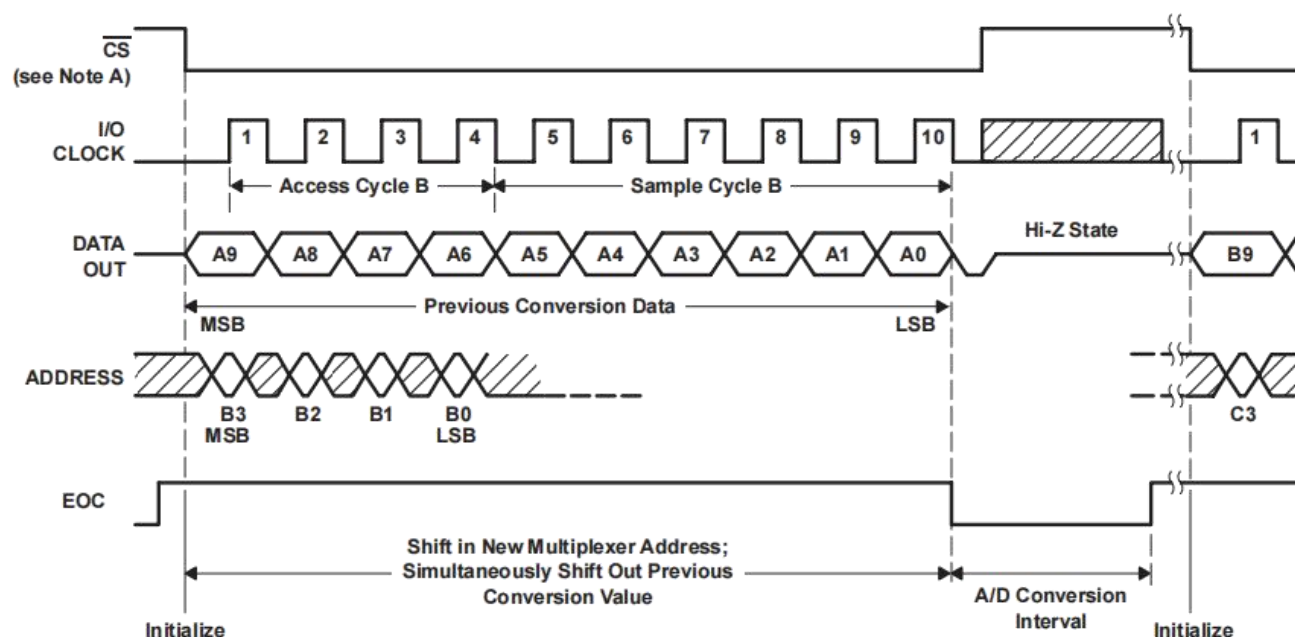 CS
(see Note A)
I/O
CLOCK
1 2 3 4 5 6 7 8 9 10 1
Access Cycle B Sample Cycle B
DATA
OUT
A9 A8 A7 A6 A5 A4 A3 A2 A1 A0 Hi-Z State B9
Previous Conversion Data
MSB LSB
ADDRESS
B3 B2 B1 B0 C3
MSB LSB
EOC
Shift in New Multiplexer Address;
Simultaneously Shift Out Previous
Conversion Value
A/D Conversion
Interval
Initialize Initialize